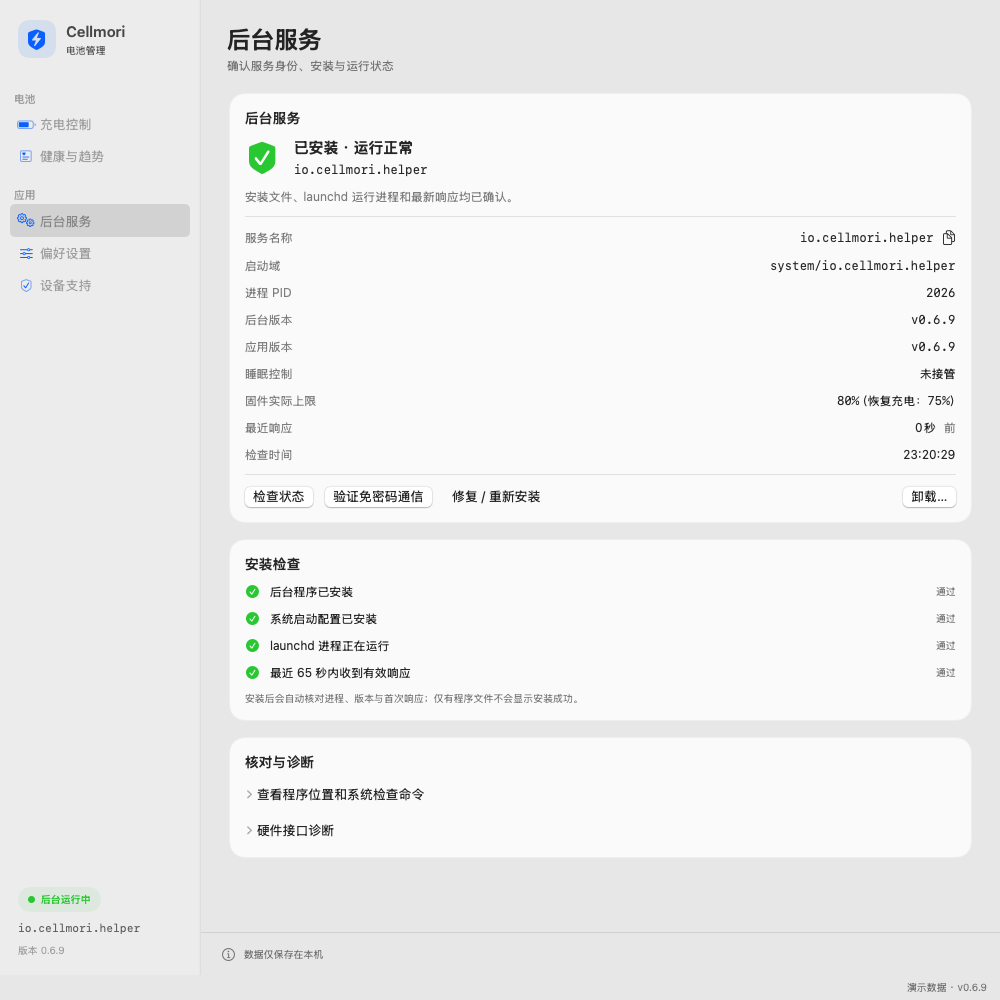 Cellmori
电池管理
电池
充电控制
健康与趋势
应用
后台服务
偏好设置
设备支持
后台运行中
io.cellmori.helper
版本 0.6.9
后台服务
确认服务身份、安装与运行状态
后台服务
已安装 · 运行正常
io.cellmori.helper
安装文件、launchd 运行进程和最新响应均已确认。
服务名称 io.cellmori.helper
启动域 system/io.cellmori.helper
进程 PID 2026
后台版本 v0.6.9
应用版本 v0.6.9
睡眠控制 未接管
固件实际上限 80% (恢复充电：75%)
最近响应 0秒 前
检查时间 23:20:29
检查状态 验证免密码通信 修复 / 重新安装 卸载...
安装检查
后台程序已安装 通过
系统启动配置已安装 通过
launchd 进程正在运行 通过
最近 65 秒内收到有效响应 通过
安装后会自动核对进程、版本与首次响应；仅有程序文件不会显示安装成功。
核对与诊断
查看程序位置和系统检查命令
硬件接口诊断
数据仅保存在本机
演示数据 · v0.6.9